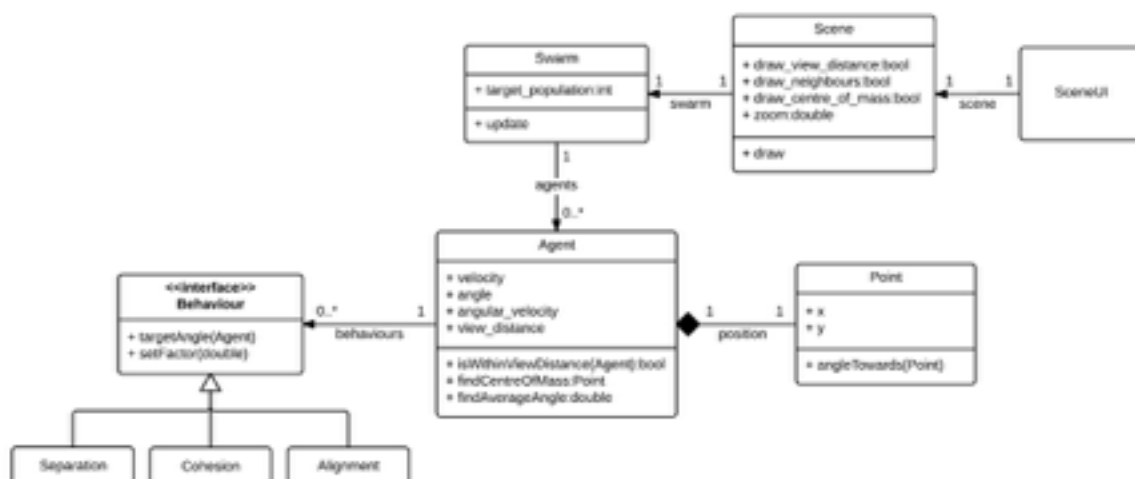 Scene
+ draw_view_distance:bool
+ draw_neighbours:bool
+ draw_centre_of_mass:bool
+ zoom:double
+ draw
Swarm
+ target_population:int
+ update
1
1
swarm
1
1
scene
SceneUI
1
agents
0..*
Agent
+ velocity
+ angle
+ angular_velocity
+ view_distance
+ isWithinViewDistance(Agent):bool
+ findCentreOfMass:Point
+ findAverageAngle:double
<<interface>>
Behaviour
+ targetAngle(Agent)
+ setFactor(double)
0..*
1
behaviours
1
1
position
Point
+ x
+ y
+ angleTowards(Point)
Separation
Cohesion
Alignment